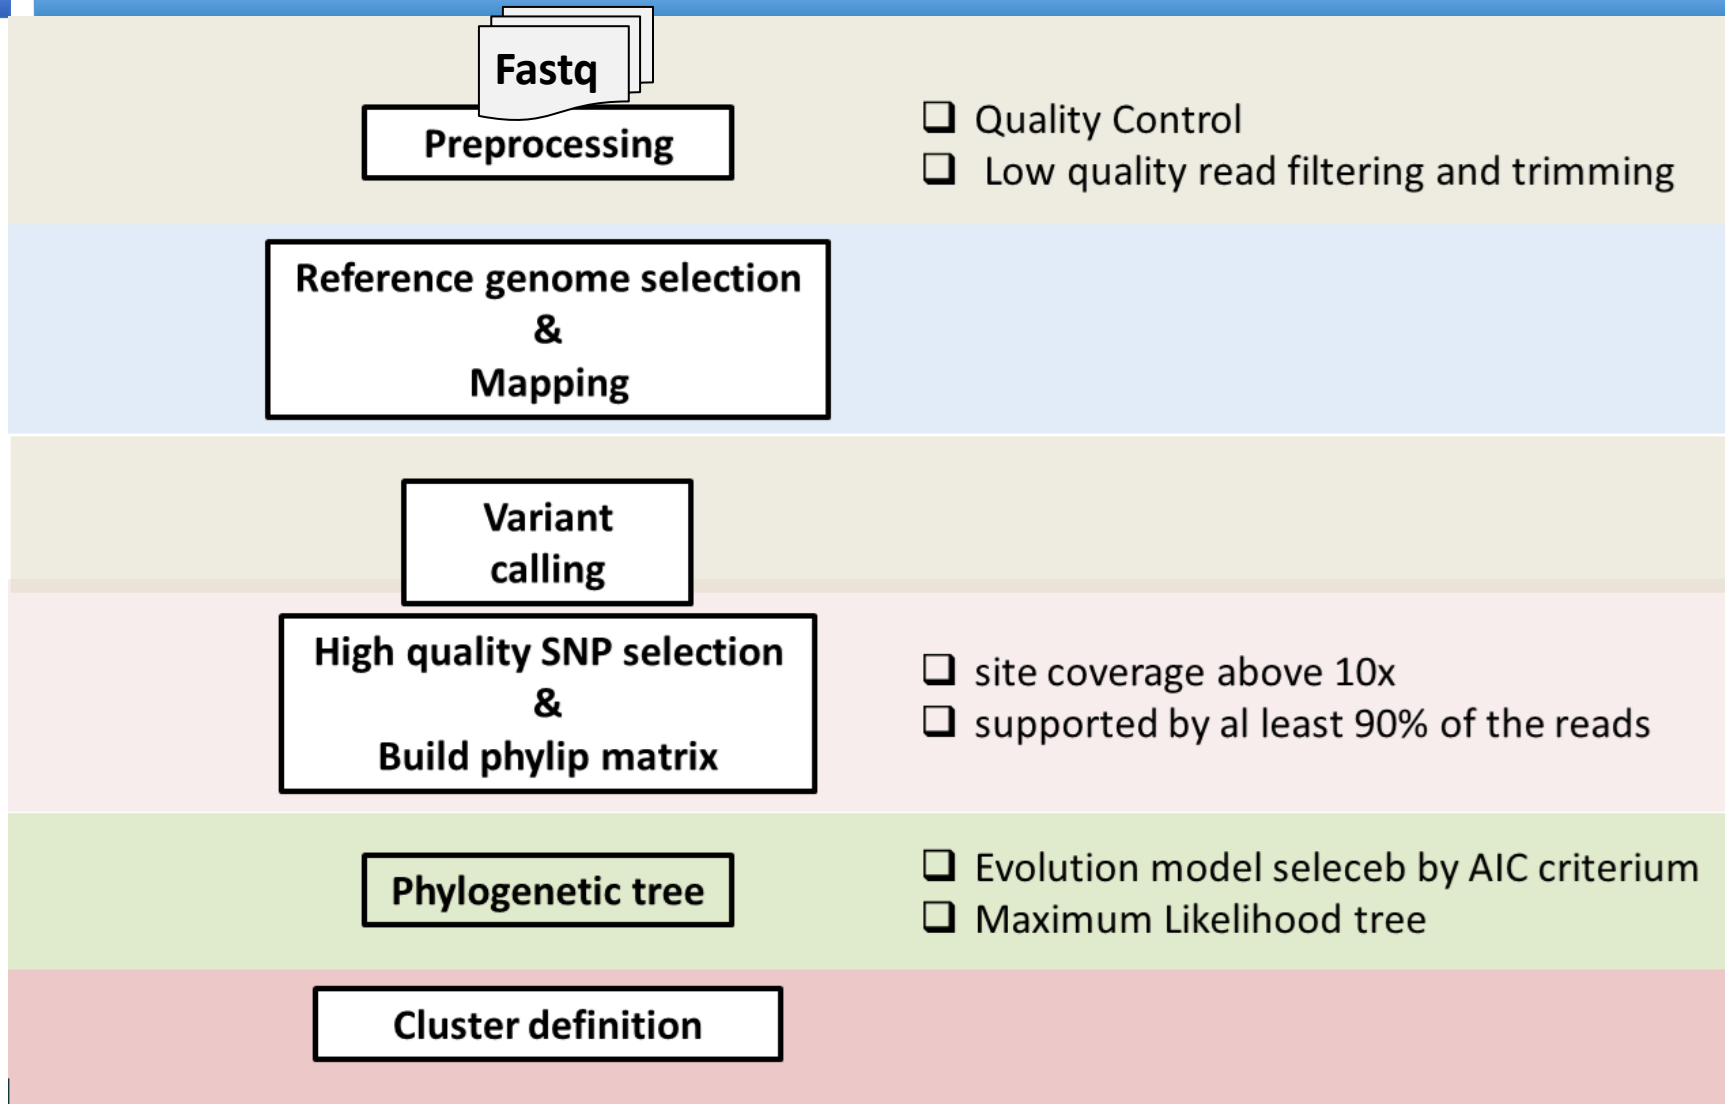 Fastq
Preprocessing
Quality Control
Low quality read filtering and trimming
Reference genome selection
&
Mapping
Variant
calling
High quality SNP selection
&
Build phylip matrix
site coverage above 10x
supported by al least 90% of the reads
Phylogenetic tree
Evolution model seleceb by AIC criterium
Maximum Likelihood tree
Cluster definition